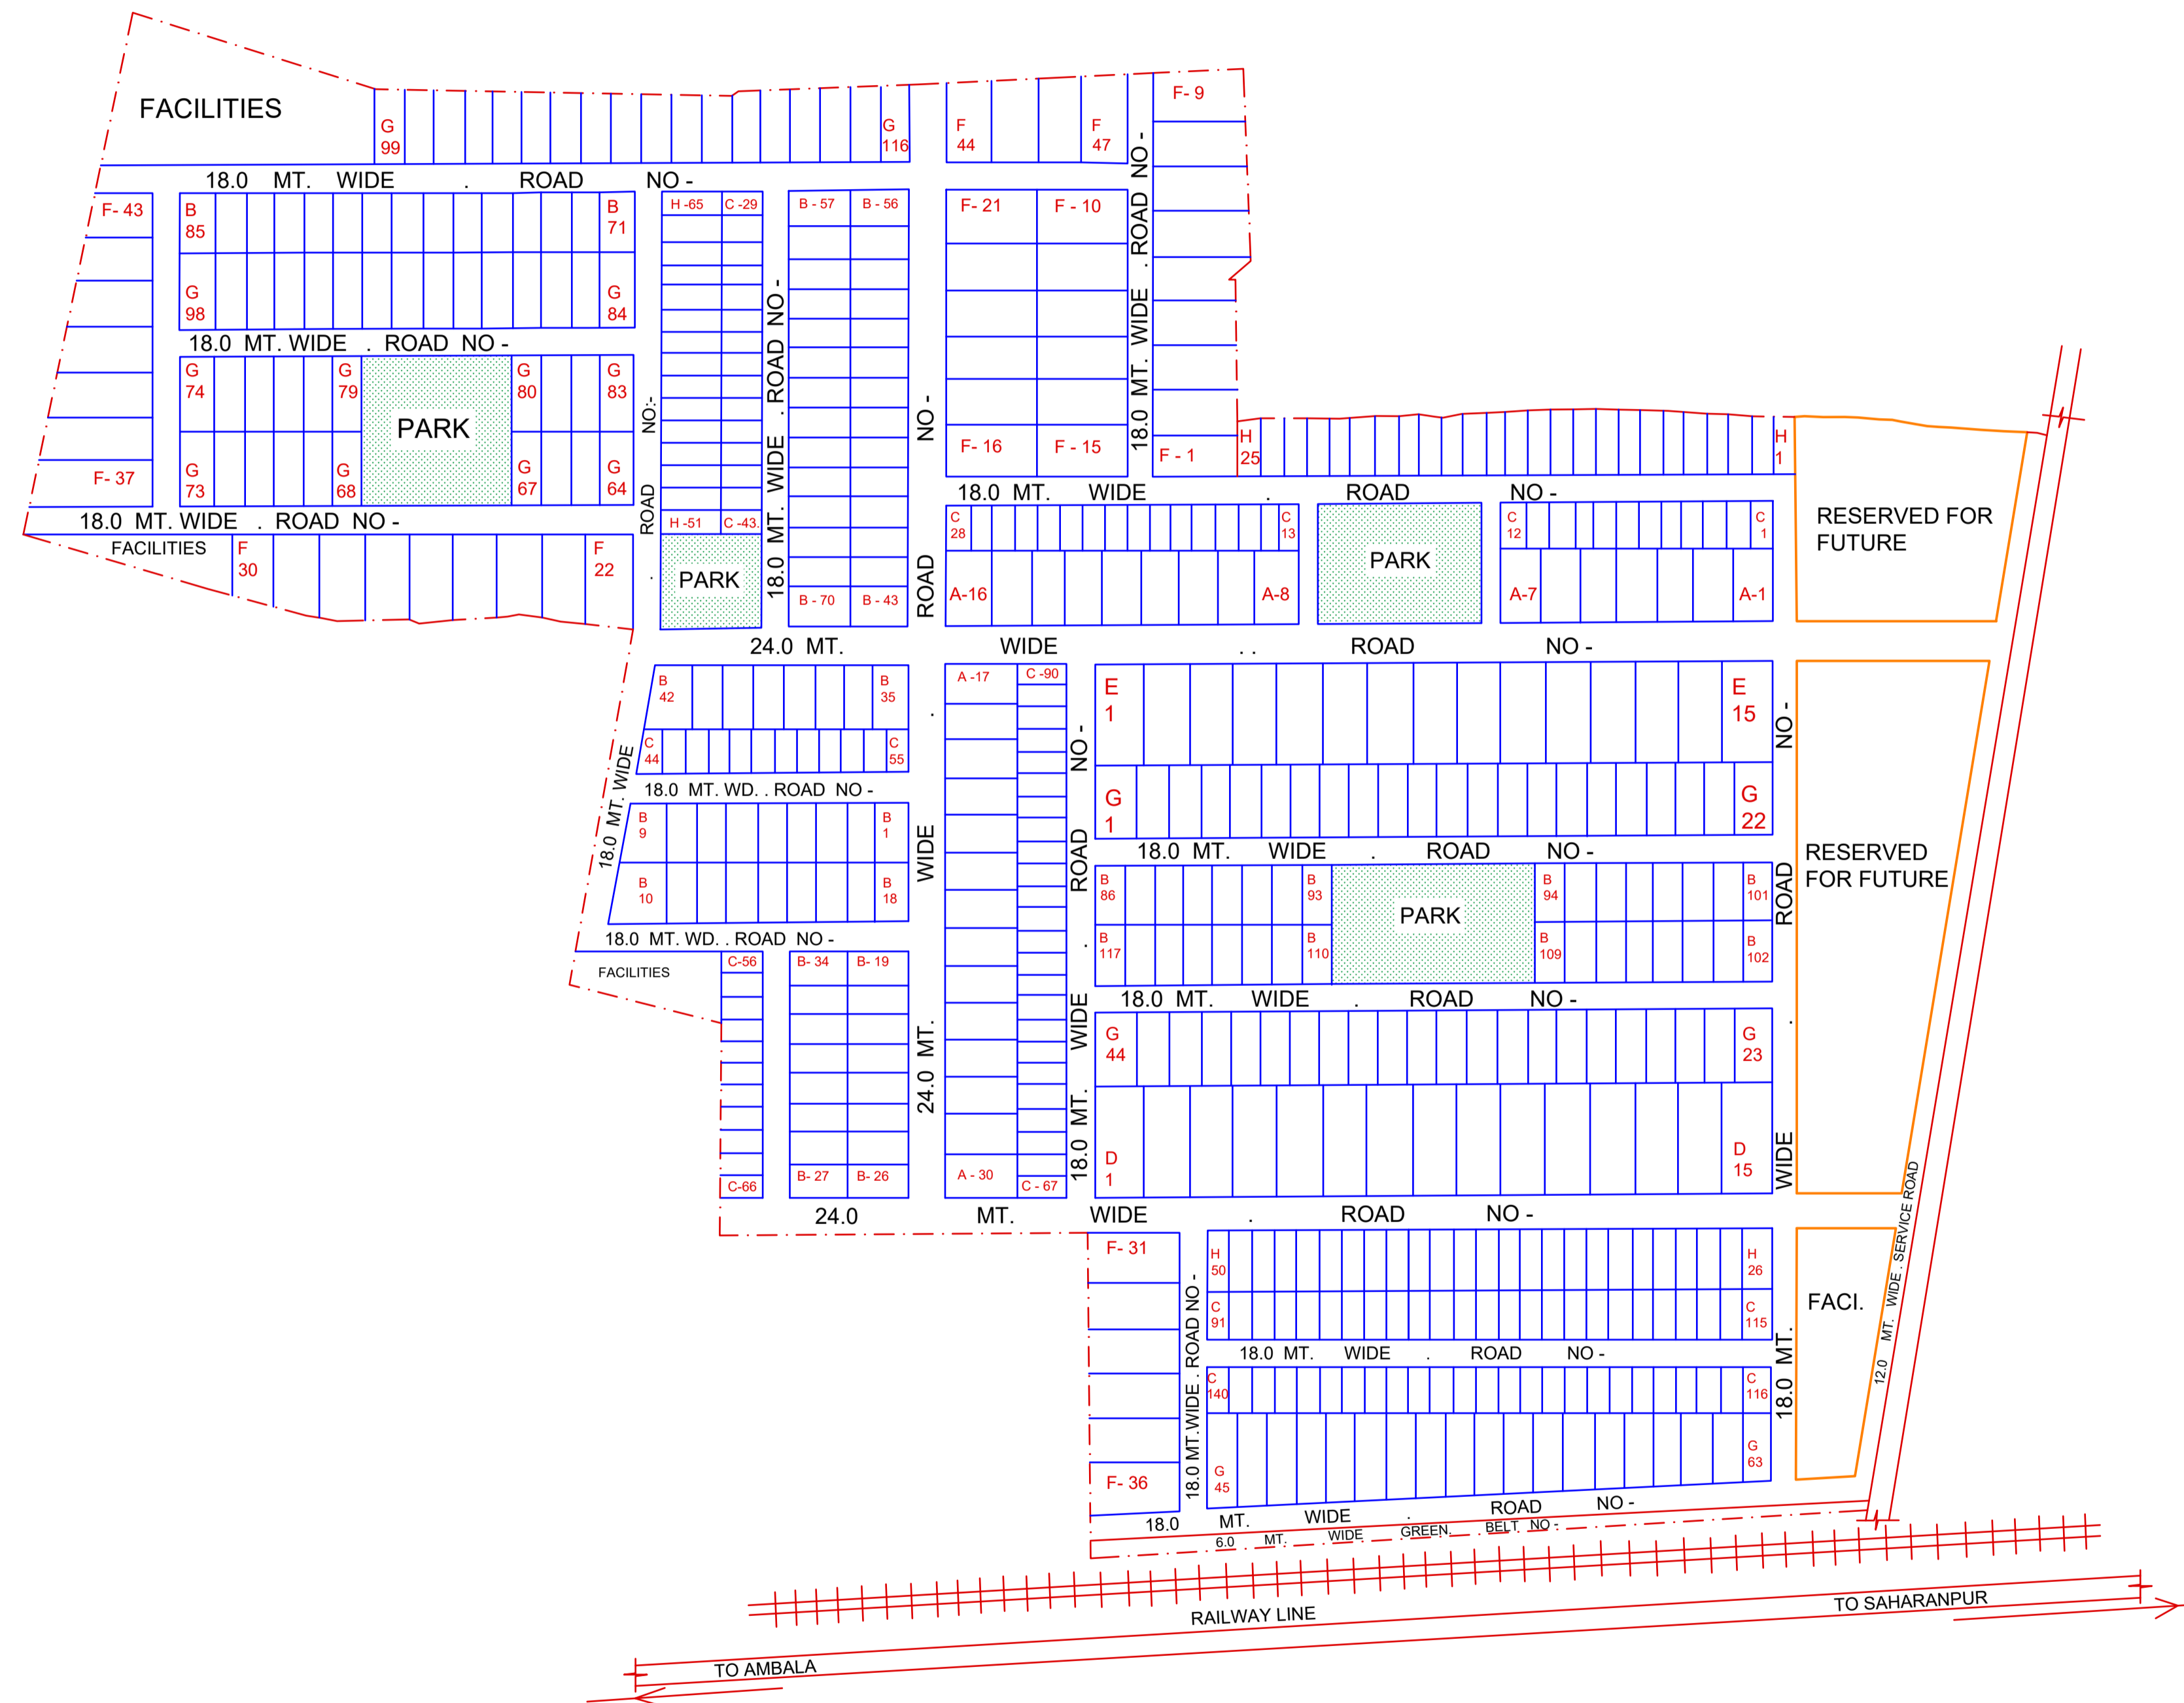 FACILITIES
G
99
G
116
F
44
F
47
F- 9
18.0 MT. WIDE . ROAD NO -
F- 43
B
85
B
71
H -65
C -29
B - 57
B - 56
F- 21
F - 10
18.0 MT. WIDE . ROAD NO -
G
98
G
84
18.0 MT. WIDE . ROAD NO -
G
74
G
79
PARK
G
80
G
83
G
73
G
68
G
67
G
64
F- 37
18.0 MT. WIDE . ROAD NO -
FACILITIES
F
30
F
22
. ROAD NO:-
H -51
C -43.
PARK
18.0 MT. WIDE . ROAD NO -
B - 70
B - 43
F- 16
F - 15
F - 1
H
25
H
1
18.0 MT. WIDE . ROAD NO -
C
28
C
13
PARK
C
12
C
1
A-16
A-8
A-7
A-1
RESERVED FOR
FUTURE
24.0 MT. WIDE . . ROAD NO -
24.0 MT. WIDE . ROAD NO -
B
42
B
35
C
44
C
55
18.0 MT. WIDE
18.0 MT. WD. . ROAD NO -
B
9
B
1
B
10
B
18
18.0 MT. WD. . ROAD NO -
FACILITIES
C-56
C-66
B- 34
B- 19
B- 27
B- 26
A -17
C -90
A - 30
C - 67
18.0 MT. WIDE . ROAD NO -
E
1
E
15
G
1
G
22
18.0 MT. WIDE . ROAD NO -
B
86
B
93
PARK
B
94
B
101
B
117
B
110
B
109
B
102
18.0 MT. WIDE . ROAD NO -
G
44
G
23
D
1
D
15
18.0 MT. WIDE . ROAD NO -
RESERVED
FOR FUTURE
24.0 MT. WIDE . ROAD NO -
F- 31
F- 36
18.0 MT.WIDE . ROAD NO -
H
50
H
26
C
91
C
115
18.0 MT. WIDE . ROAD NO -
C
140
C
116
G
45
G
63
FACI.
12.0 MT. WIDE . SERVICE ROAD
18.0 MT. WIDE . ROAD NO -
6.0 MT. WIDE GREEN. . BELT NO -
RAILWAY LINE
TO SAHARANPUR
TO AMBALA